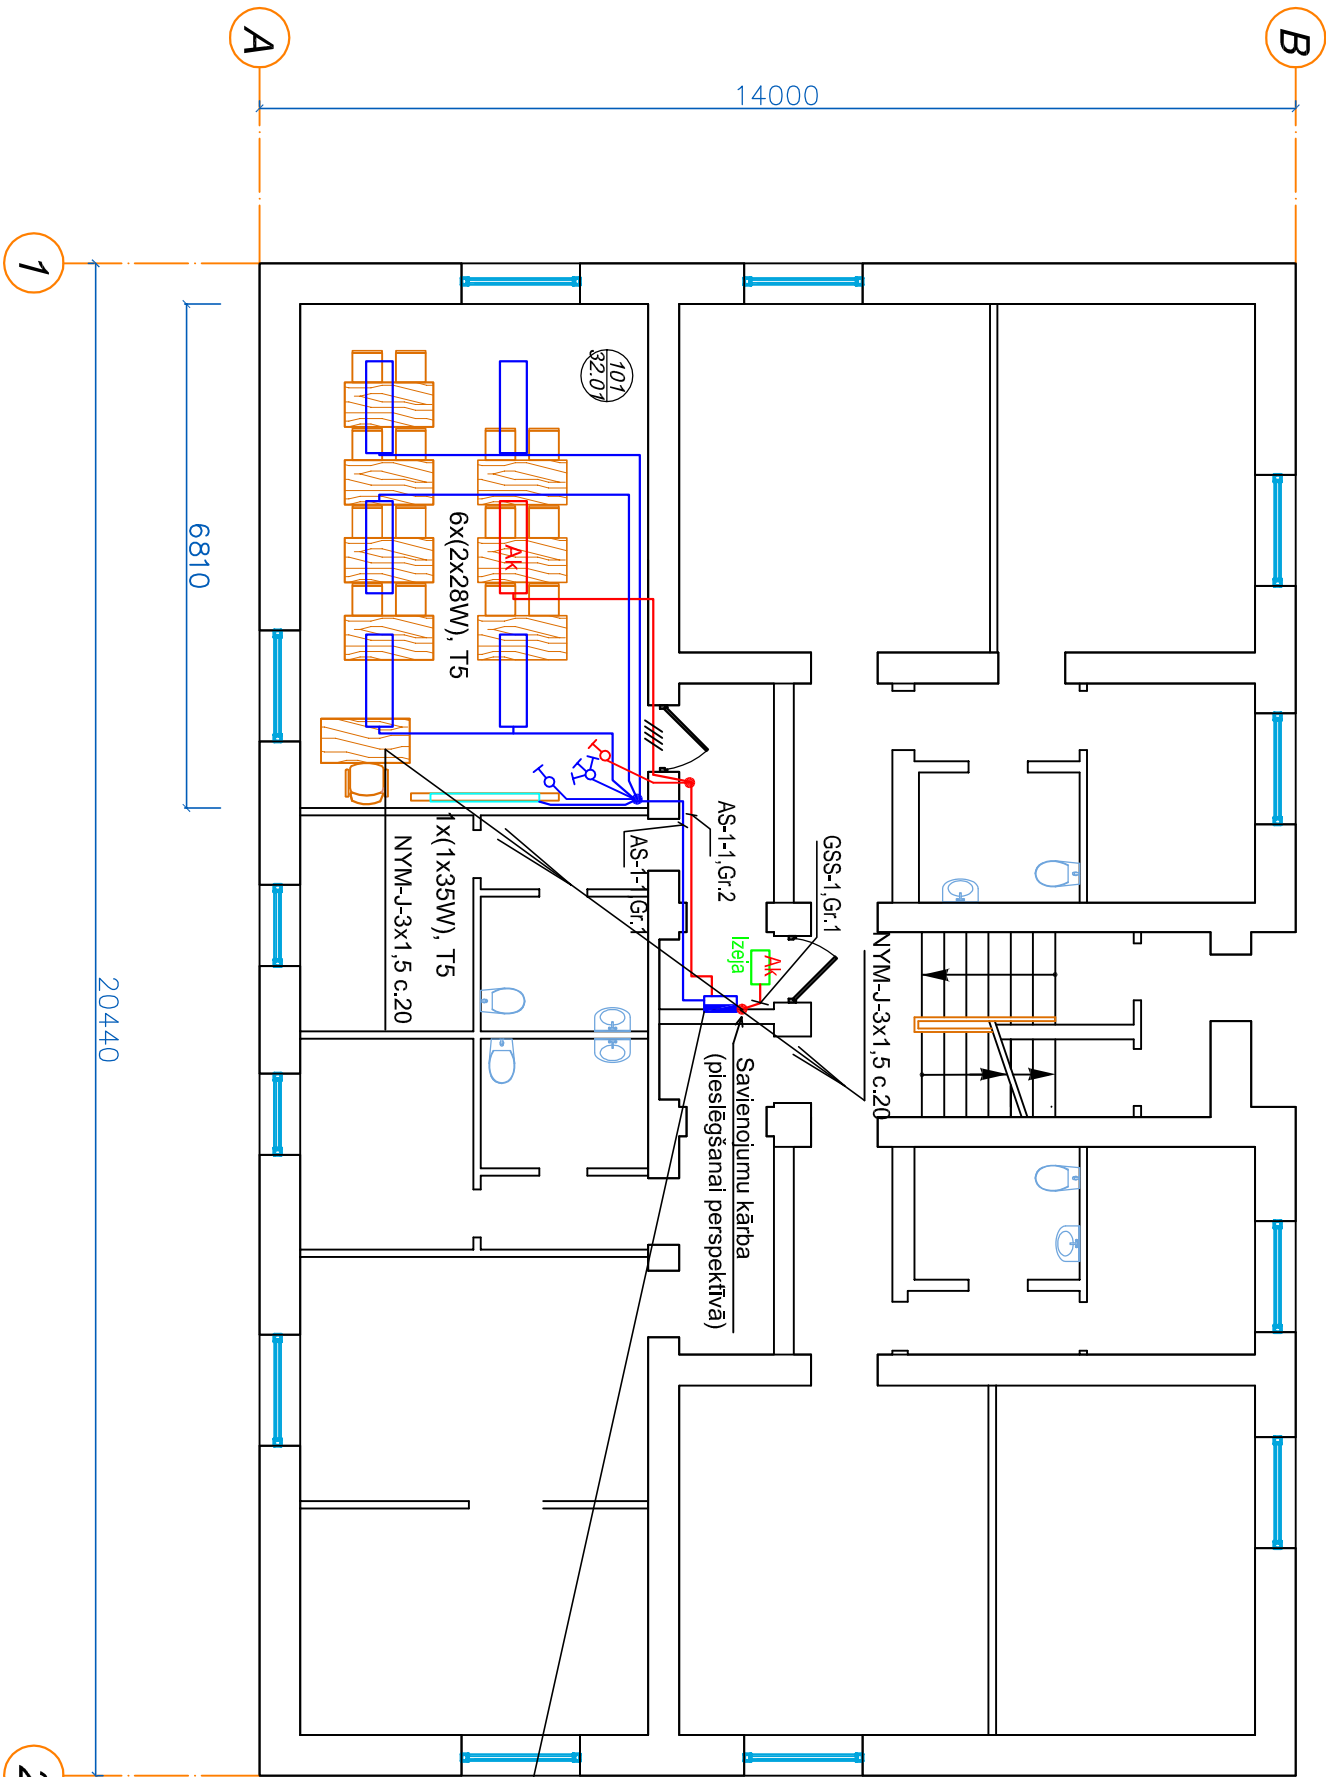 A
B
14000
1
101
32.01
6x(2x28W), T5
Ak
6810
20440
AS-1-1,Gr.2
AS-1-1,Gr.1
GSS-1,Gr.1
1x(1x35W), T5
NYM-J-3x1,5 c.20
NYM-J-3x1,5 c.20
Ak
Izeja
Savienojumu kārba
(pieslēgšanai perspektīvā)
2